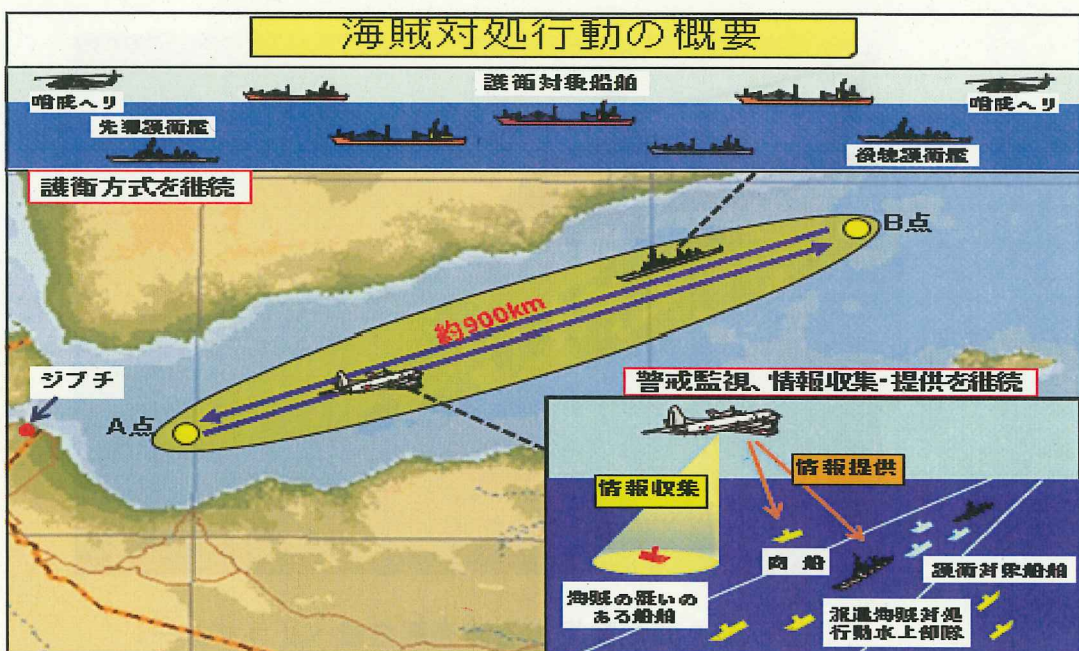 海賊対処行動の概要
護衛対象船舶
哨戒ヘリ
哨戒ヘリ
先導護衛艦
後物護衛艦
護衛方式を継続
B点
約900km
ジブチ
A点
警戒監視、情報収集・提供を継続
情報収集
情報提供
商船
護衛対象船舶
海賊の疑いの
ある船舶
派遣海賊対処
行動水上部隊